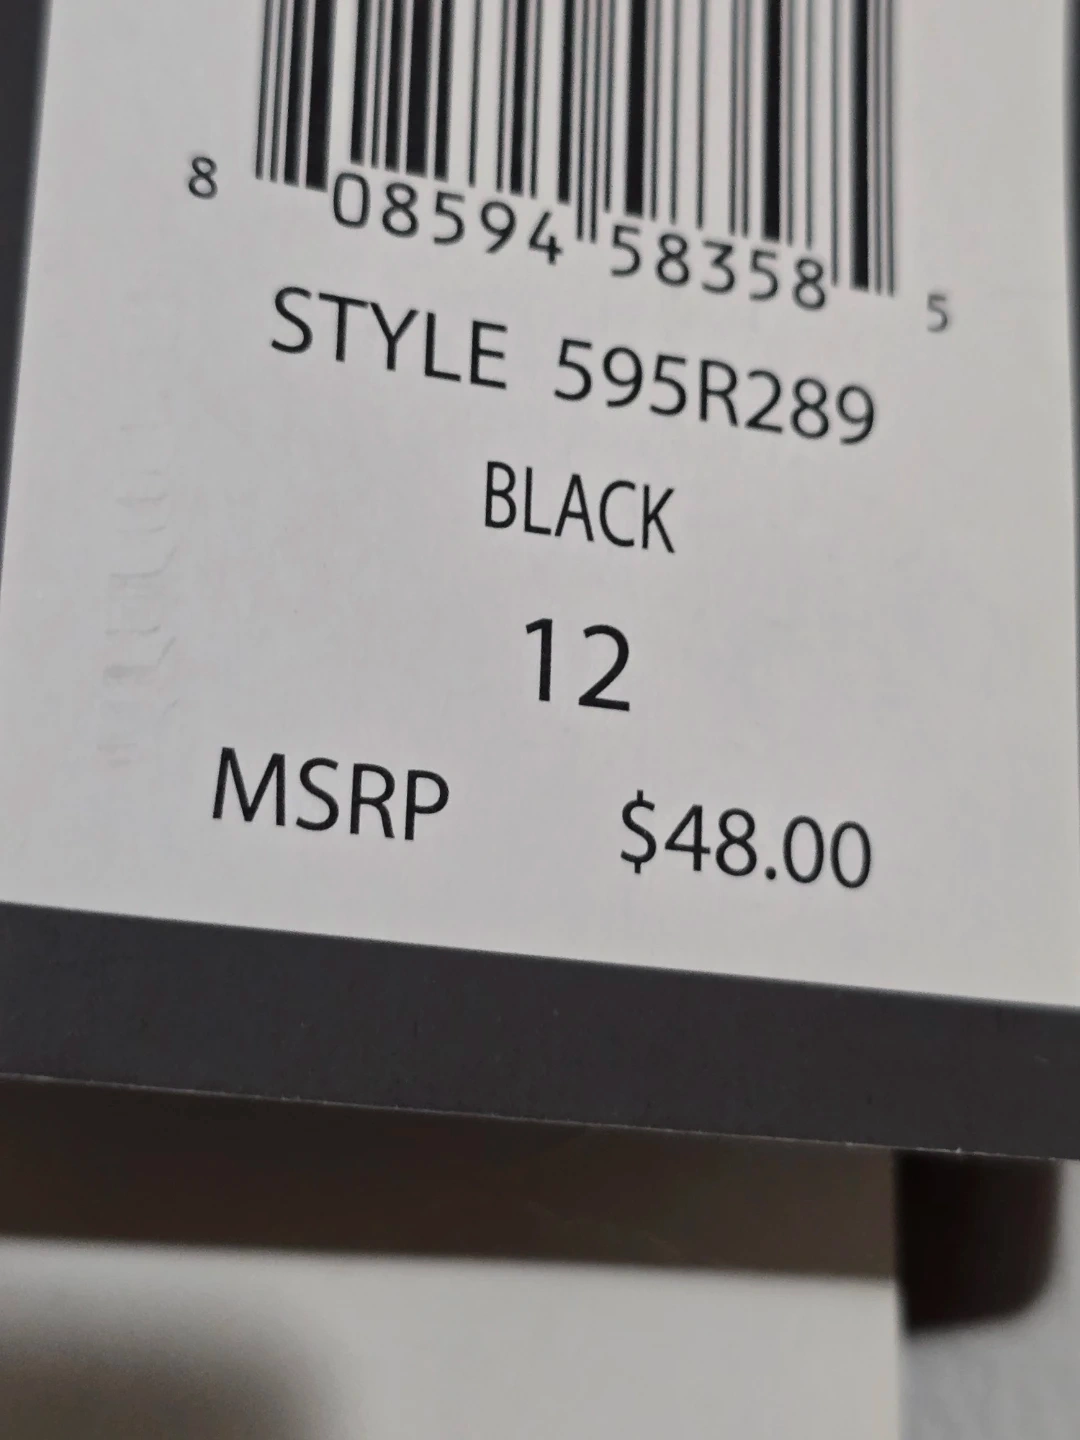 8 08594 58358 5
STYLE 595R289
BLACK
12
MSRP $48.00